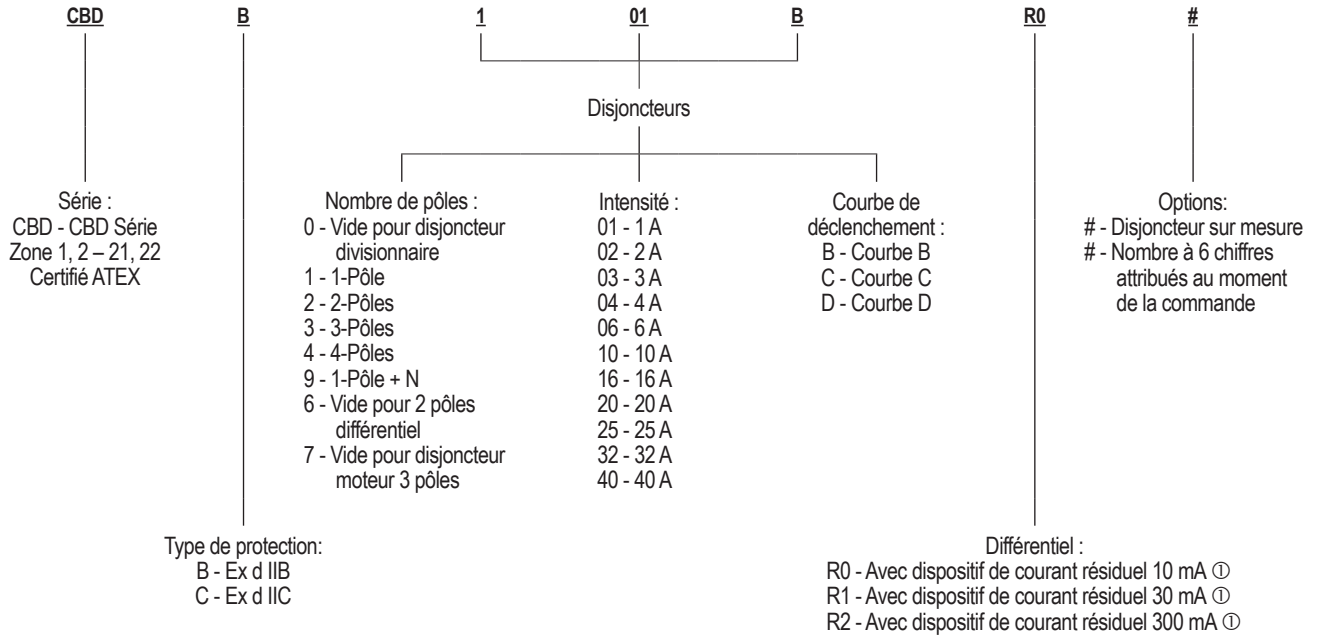 CBD B 1 01 B R0 #
Disjoncteurs
Série :
CBD - CBD Série
Zone 1, 2 – 21, 22
Certifié ATEX
Nombre de pôles :
0 - Vide pour disjoncteur
divisionnaire
1 - 1-Pôle
2 - 2-Pôles
3 - 3-Pôles
4 - 4-Pôles
9 - 1-Pôle + N
6 - Vide pour 2 pôles
différentiel
7 - Vide pour disjoncteur
moteur 3 pôles
Intensité :
01 - 1 A
02 - 2 A
03 - 3 A
04 - 4 A
06 - 6 A
10 - 10 A
16 - 16 A
20 - 20 A
25 - 25 A
32 - 32 A
40 - 40 A
Courbe de
déclenchement :
B - Courbe B
C - Courbe C
D - Courbe D
Options:
# - Disjoncteur sur mesure
# - Nombre à 6 chiffres
attribués au moment
de la commande
Type de protection:
B - Ex d IIB
C - Ex d IIC
Différentiel :
R0 - Avec dispositif de courant résiduel 10 mA ①
R1 - Avec dispositif de courant résiduel 30 mA ①
R2 - Avec dispositif de courant résiduel 300 mA ①